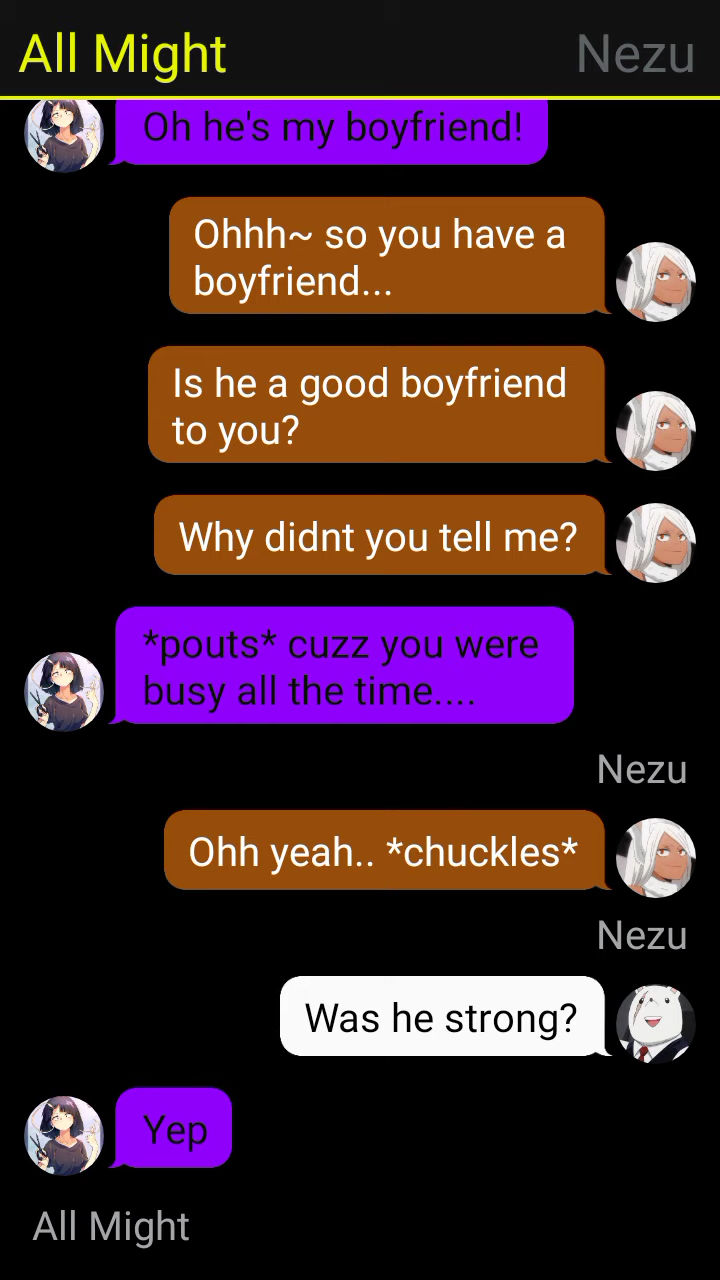 All Might
Nezu
Oh he's my boyfriend!
Ohhh~ so you have a
boyfriend...
Is he a good boyfriend
to you?
Why didnt you tell me?
*pouts* cuzz you were
busy all the time....
Nezu
Ohh yeah.. *chuckles*
Nezu
Was he strong?
Yep
All Might